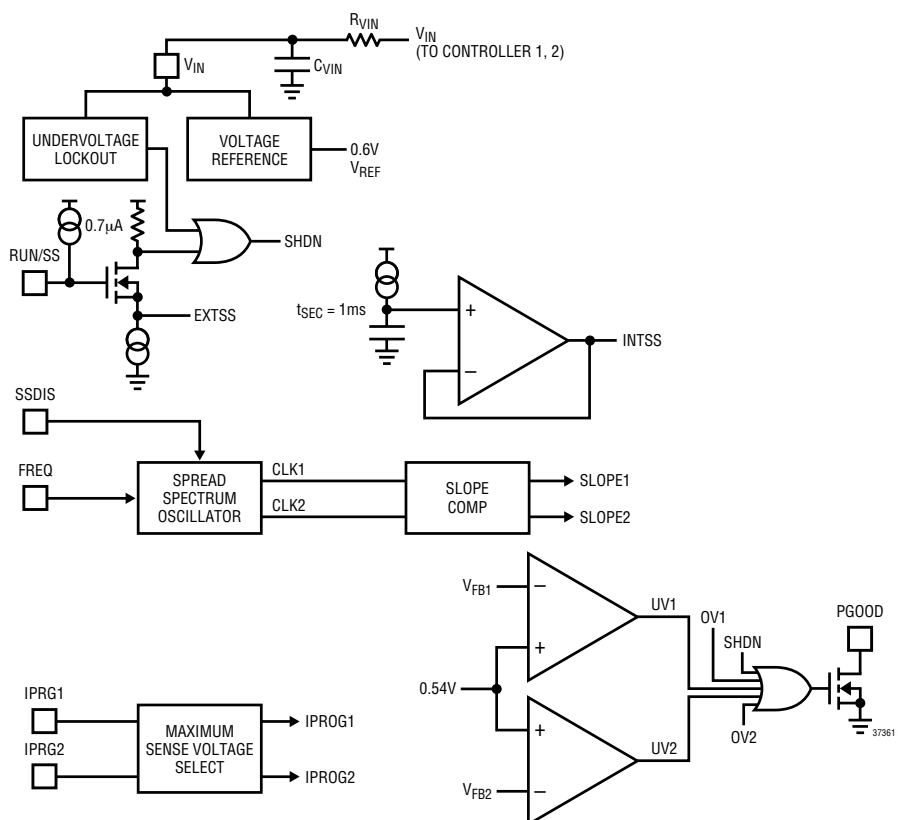 RVIN
VIN
(TO CONTROLLER 1, 2)
VIN
CVIN
UNDERVOLTAGE
LOCKOUT
VOLTAGE
REFERENCE
0.6V
VREF
0.7µA
RUN/SS
SHDN
EXTSS
tSEC = 1ms
+
−
INTSS
SSDIS
FREQ
SPREAD
SPECTRUM
OSCILLATOR
CLK1
CLK2
SLOPE
COMP
SLOPE1
SLOPE2
VFB1
−
+
UV1
0.54V
+
−
UV2
VFB2
OV1
SHDN
OV2
PGOOD
37361
IPRG1
IPRG2
MAXIMUM
SENSE VOLTAGE
SELECT
IPROG1
IPROG2